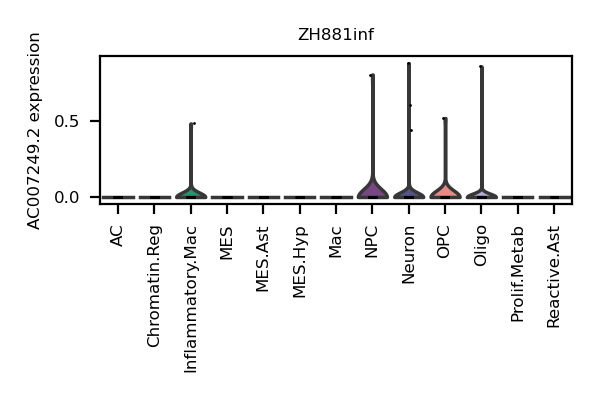 ZH881inf
AC007249.2 expression
0.5
0.0
AC
Chromatin.Reg
Inflammatory.Mac
MES
MES.Ast
MES.Hyp
Mac
NPC
Neuron
OPC
Oligo
Prolif.Metab
Reactive.Ast